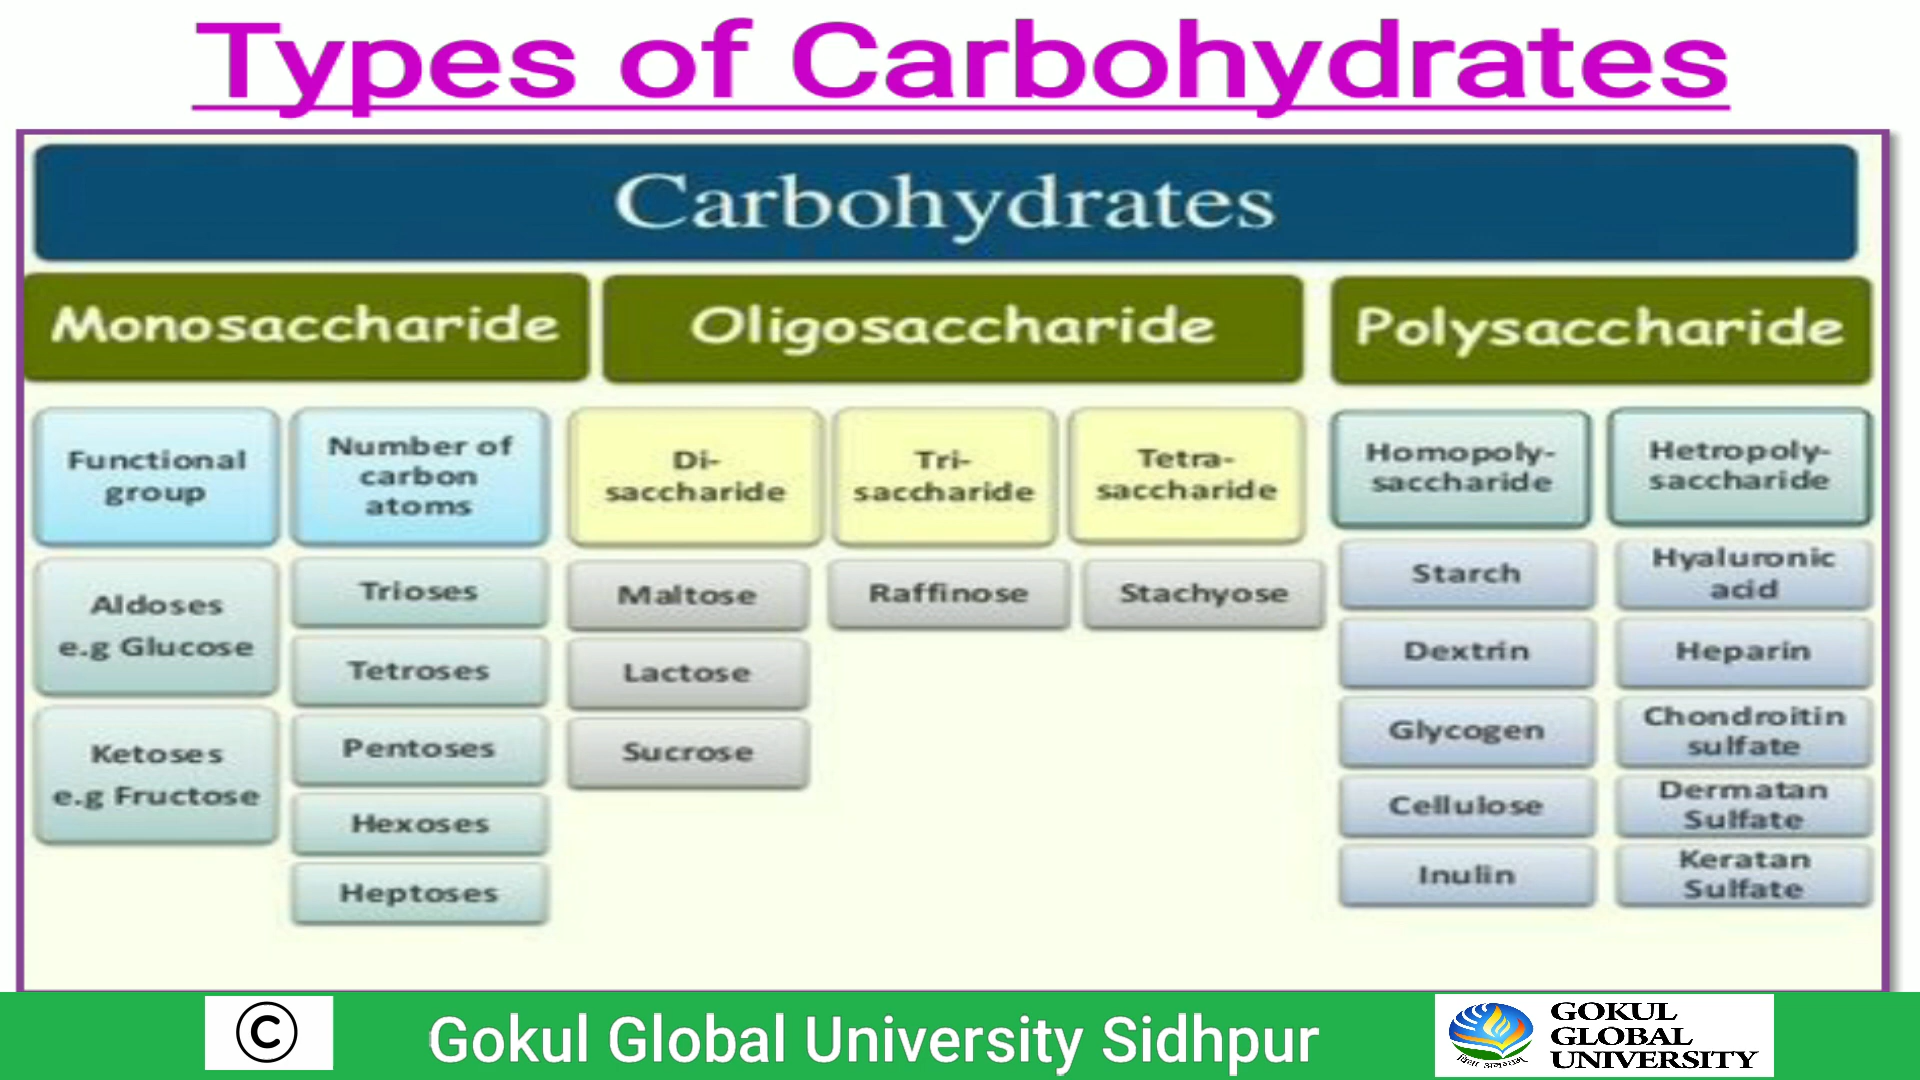 Types of Carbohydrates
Carbohydrates
Monosaccharide
Oligosaccharide
Polysaccharide
Functional
group
Number of
carbon
atoms
Di-
saccharide
Tri-
saccharide
Tetra-
saccharide
Homopoly-
saccharide
Hetropoly-
saccharide
Aldoses
e.g Glucose
Ketoses
e.g Fructose
Trioses
Tetroses
Pentoses
Hexoses
Heptoses
Maltose
Lactose
Sucrose
Raffinose
Stachyose
Starch
Dextrin
Glycogen
Cellulose
Inulin
Hyaluronic
acid
Heparin
Chondroitin
sulfate
Dermatan
Sulfate
Keratan
Sulfate
©
Gokul Global University Sidhpur
GOKUL
GLOBAL
UNIVERSITY